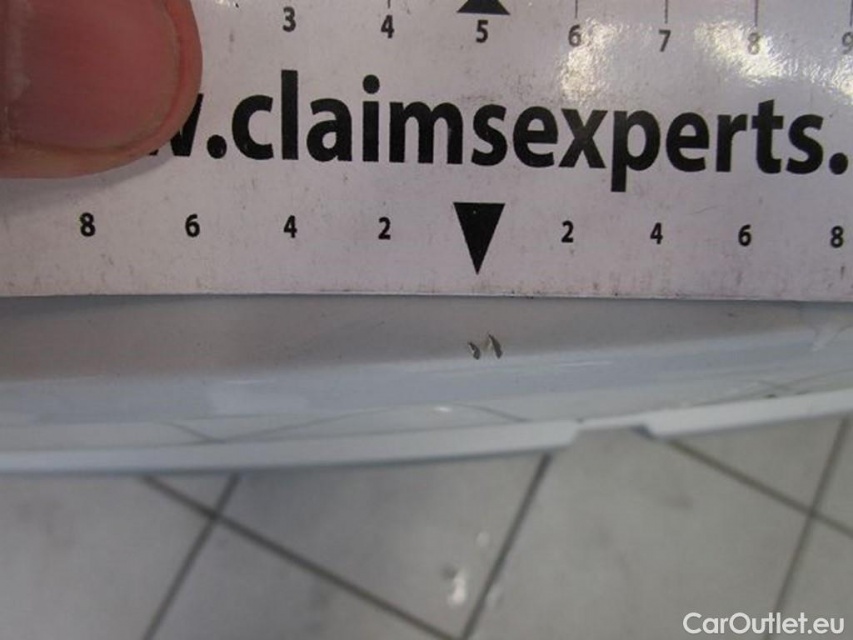 3 4 5 6 7 8 9
.claimsexperts.
8 6 4 2 2 4 6 8
CarOutlet.eu